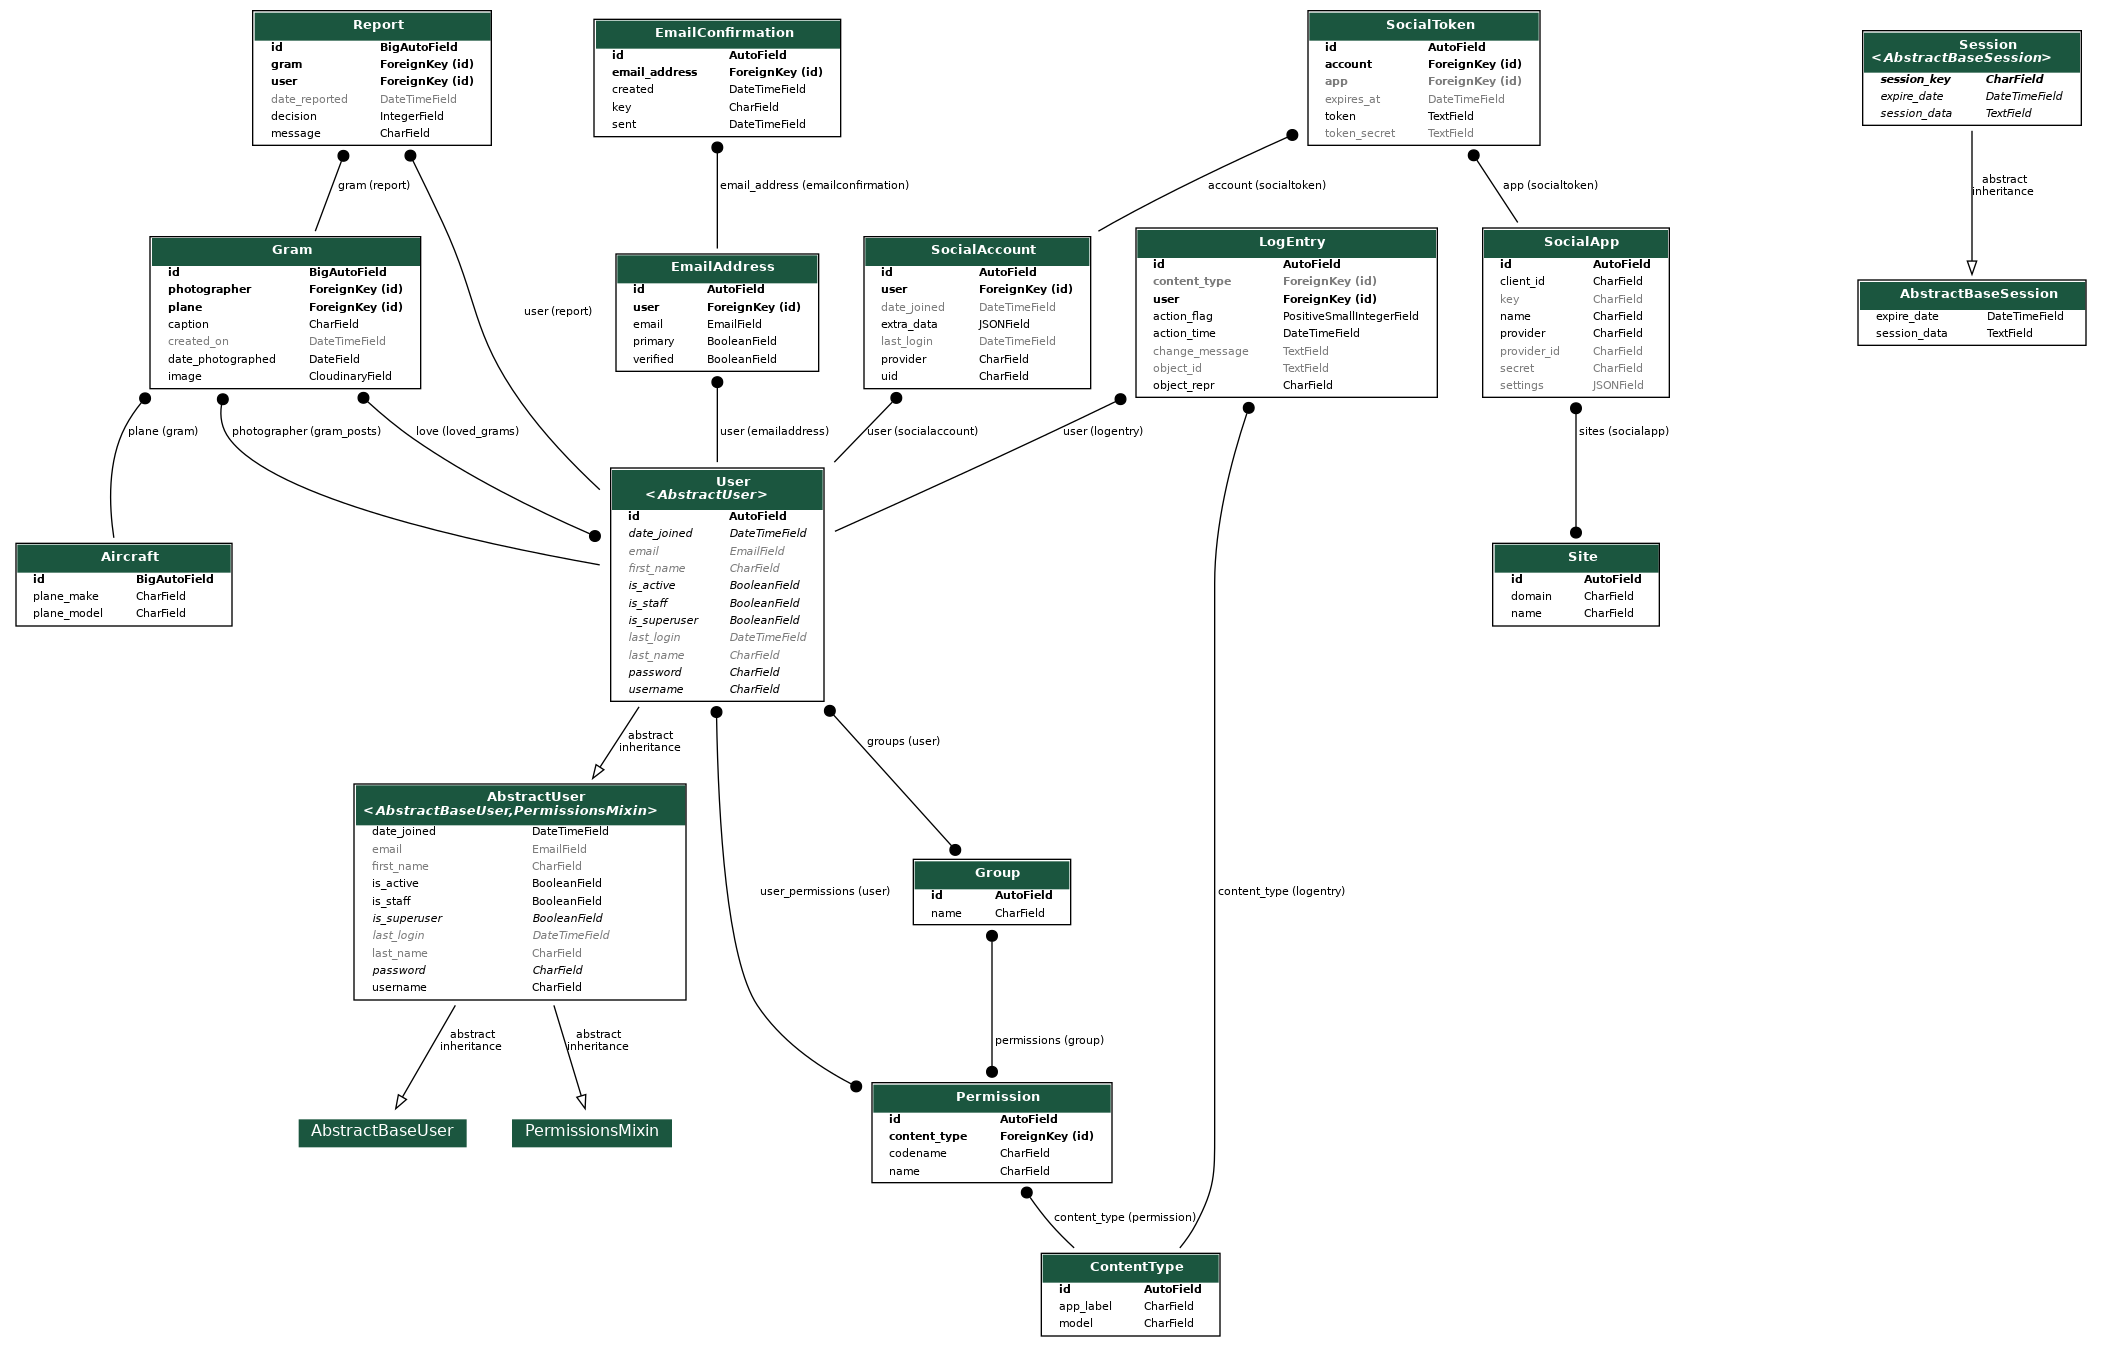 Report
id BigAutoField
gram ForeignKey (id)
user ForeignKey (id)
date_reported DateTimeField
decision IntegerField
message CharField
EmailConfirmation
id AutoField
email_address ForeignKey (id)
created DateTimeField
key CharField
sent DateTimeField
SocialToken
id AutoField
account ForeignKey (id)
app ForeignKey (id)
expires_at DateTimeField
token TextField
token_secret TextField
Session
<AbstractBaseSession>
session_key CharField
expire_date DateTimeField
session_data TextField
gram (report)
email_address (emailconfirmation)
account (socialtoken)
app (socialtoken)
abstract
inheritance
Gram
id BigAutoField
photographer ForeignKey (id)
plane ForeignKey (id)
caption CharField
created_on DateTimeField
date_photographed DateField
image CloudinaryField
user (report)
EmailAddress
id AutoField
user ForeignKey (id)
email EmailField
primary BooleanField
verified BooleanField
SocialAccount
id AutoField
user ForeignKey (id)
date_joined DateTimeField
extra_data JSONField
last_login DateTimeField
provider CharField
uid CharField
LogEntry
id AutoField
content_type ForeignKey (id)
user ForeignKey (id)
action_flag PositiveSmallIntegerField
action_time DateTimeField
change_message TextField
object_id TextField
object_repr CharField
SocialApp
id AutoField
client_id CharField
key CharField
name CharField
provider CharField
provider_id CharField
secret CharField
settings JSONField
AbstractBaseSession
expire_date DateTimeField
session_data TextField
plane (gram)
photographer (gram_posts)
love (loved_grams)
user (emailaddress)
user (socialaccount)
user (logentry)
sites (socialapp)
Aircraft
id BigAutoField
plane_make CharField
plane_model CharField
User
<AbstractUser>
id AutoField
date_joined DateTimeField
email EmailField
first_name CharField
is_active BooleanField
is_staff BooleanField
is_superuser BooleanField
last_login DateTimeField
last_name CharField
password CharField
username CharField
Site
id AutoField
domain CharField
name CharField
abstract
inheritance
groups (user)
AbstractUser
<AbstractBaseUser,PermissionsMixin>
date_joined DateTimeField
email EmailField
first_name CharField
is_active BooleanField
is_staff BooleanField
is_superuser BooleanField
last_login DateTimeField
last_name CharField
password CharField
username CharField
user_permissions (user)
Group
id AutoField
name CharField
content_type (logentry)
abstract
inheritance
abstract
inheritance
permissions (group)
AbstractBaseUser
PermissionsMixin
Permission
id AutoField
content_type ForeignKey (id)
codename CharField
name CharField
content_type (permission)
ContentType
id AutoField
app_label CharField
model CharField